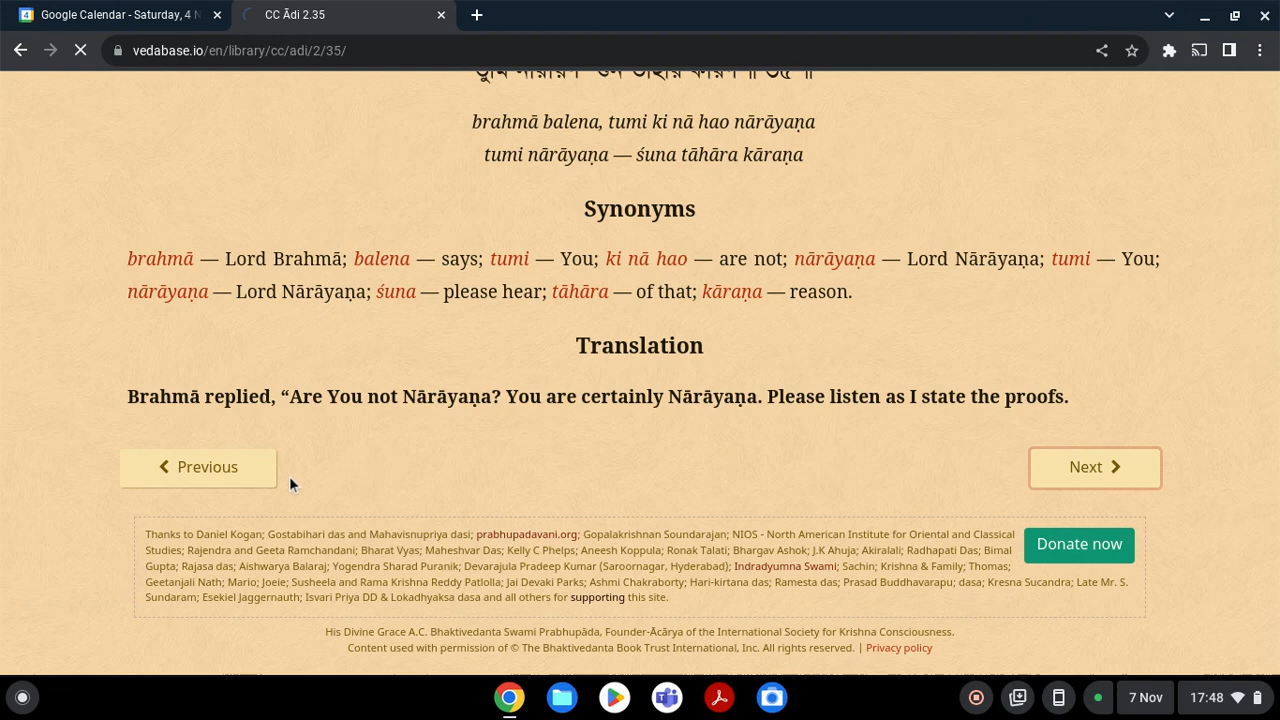 Google Calendar - Saturday, 4 N
CC Ādi 2.35
vedabase.io/en/library/cc/adi/2/35/
তুমি নারায়ণ — শুন তাহার কারণ ॥ ৩৫ ॥
brahmā balena, tumi ki nā hao nārāyaṇa
tumi nārāyaṇa — śuna tāhāra kāraṇa
Synonyms
brahmā — Lord Brahmā; balena — says; tumi — You; ki nā hao — are not; nārāyaṇa — Lord Nārāyaṇa; tumi — You;
nārāyaṇa — Lord Nārāyaṇa; śuna — please hear; tāhāra — of that; kāraṇa — reason.
Translation
Brahmā replied, “Are You not Nārāyaṇa? You are certainly Nārāyaṇa. Please listen as I state the proofs.
Previous
Next
Thanks to Daniel Kogan; Gostabihari das and Mahavisnupriya dasi; prabhupadavani.org; Gopalakrishnan Soundarajan; NIOS - North American Institute for Oriental and Classical
Studies; Rajendra and Geeta Ramchandani; Bharat Vyas; Maheshvar Das; Kelly C Phelps; Aneesh Koppula; Ronak Talati; Bhargav Ashok; J.K Ahuja; Akiralali; Radhapati Das; Bimal
Gupta; Rajasa das; Aishwarya Balaraj; Yogendra Sharad Puranik; Devarajula Pradeep Kumar (Saroornagar, Hyderabad); Indradyumna Swami; Sachin; Krishna & Family; Thomas;
Geetanjali Nath; Mario; Joeie; Susheela and Rama Krishna Reddy Patlolla; Jai Devaki Parks; Ashmi Chakraborty; Hari-kirtana das; Ramesta das; Prasad Buddhavarapu; dasa; Kresna Sucandra; Late Mr. S.
Sundaram; Esekiel Jaggernauth; Isvari Priya DD & Lokadhyaksa dasa and all others for supporting this site.
Donate now
His Divine Grace A.C. Bhaktivedanta Swami Prabhupāda, Founder-Ācārya of the International Society for Krishna Consciousness.
Content used with permission of © The Bhaktivedanta Book Trust International, Inc. All rights reserved. | Privacy policy
7 Nov
17:48